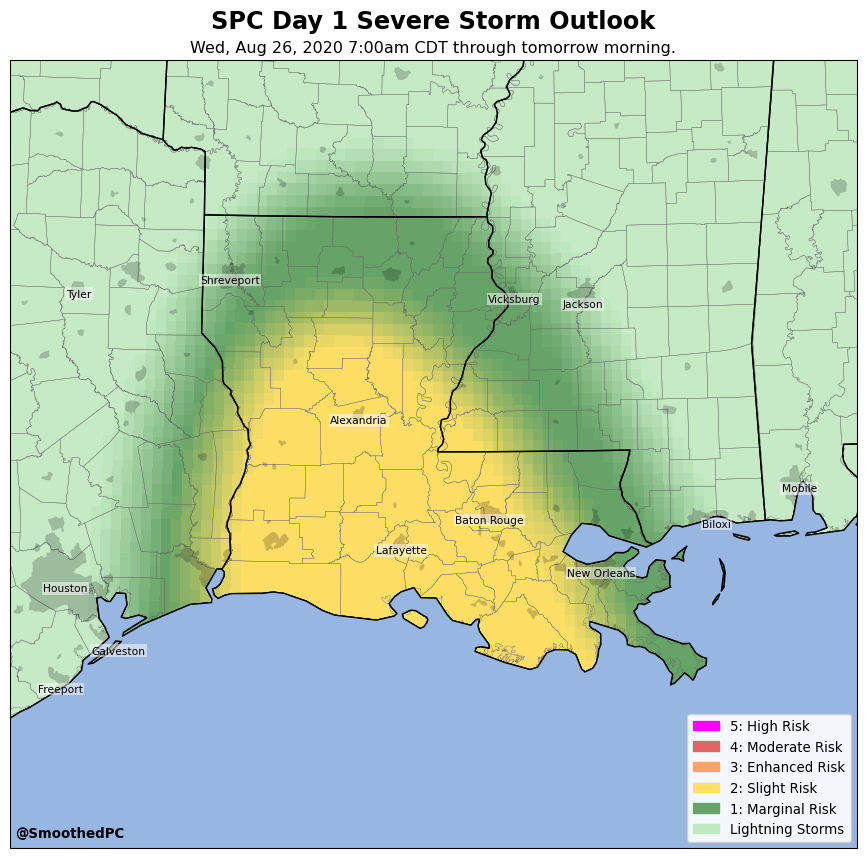 SPC Day 1 Severe Storm Outlook
Wed, Aug 26, 2020 7:00am CDT through tomorrow morning.
Shreveport
Tyler
Vicksburg
Jackson
Alexandria
Mobile
Baton Rouge
Biloxi
Lafayette
New Orleans
Houston
Galveston
Freeport
5: High Risk
4: Moderate Risk
3: Enhanced Risk
2: Slight Risk
1: Marginal Risk
Lightning Storms
@SmoothedPC